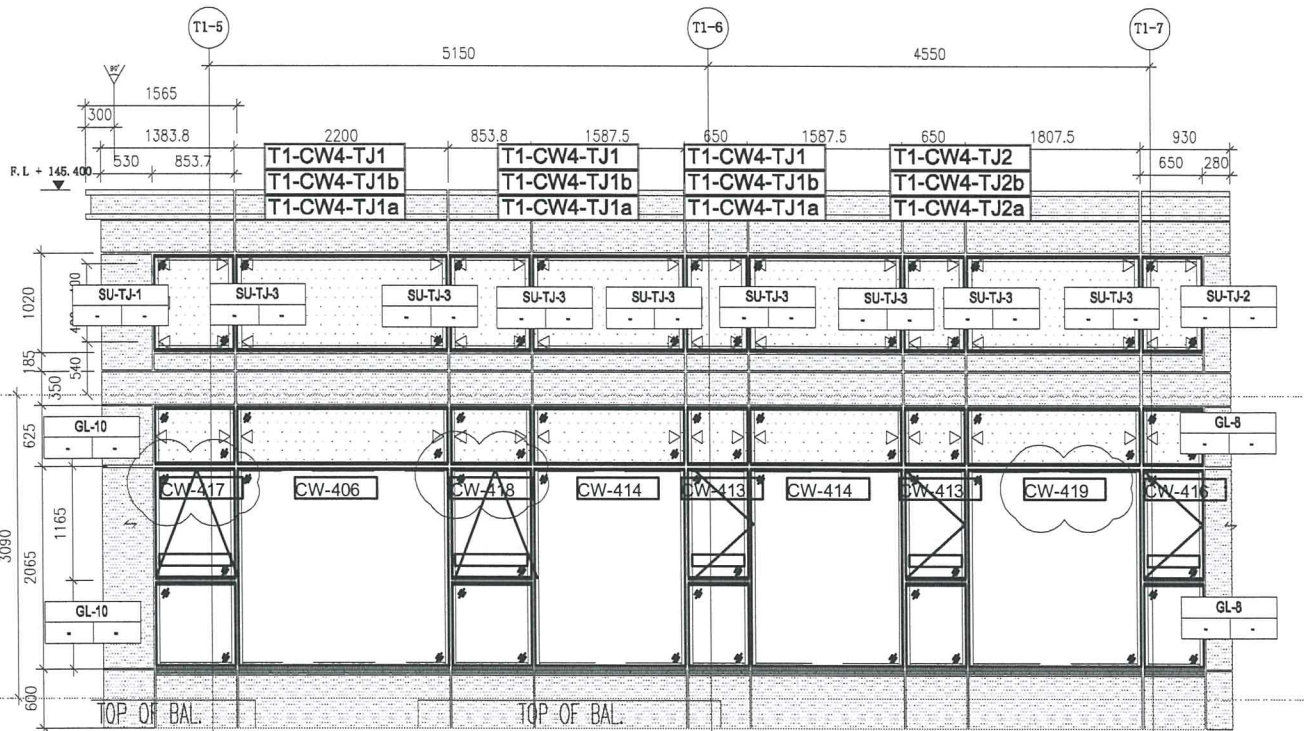 T1-5
T1-6
T1-7
5150
4550
90°
1565
300
1383.8
2200
853.8
1587.5
650
1587.5
650
1807.5
930
530
853.7
650
280
F.L + 145.400
T1-CW4-TJ1
T1-CW4-TJ1
T1-CW4-TJ1
T1-CW4-TJ2
T1-CW4-TJ1b
T1-CW4-TJ1b
T1-CW4-TJ1b
T1-CW4-TJ2b
T1-CW4-TJ1a
T1-CW4-TJ1a
T1-CW4-TJ1a
T1-CW4-TJ2a
1020
SU-TJ-1
SU-TJ-3
SU-TJ-3
SU-TJ-3
SU-TJ-3
SU-TJ-3
SU-TJ-3
SU-TJ-3
SU-TJ-3
SU-TJ-2
- -
- -
- -
- -
- -
- -
- -
- -
- -
- -
185
540
350
625
GL-10
- -
GL-8
- -
CW-417
CW-406
CW-418
CW-414
CW-413
CW-414
CW-413
CW-419
CW-416
3090
2065
1165
GL-10
- -
GL-8
- -
600
TOP OF BAL.
TOP OF BAL.